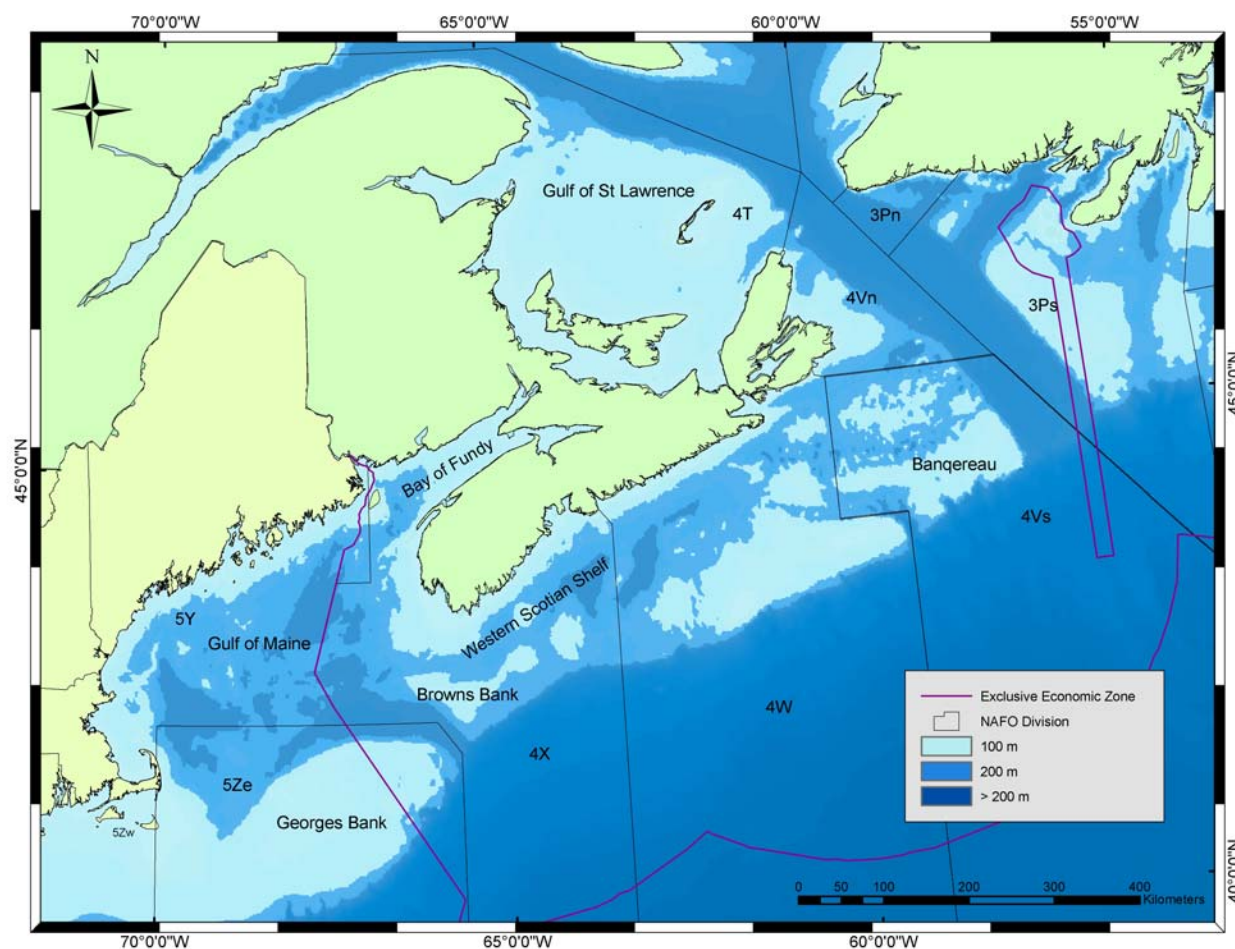 70°0'0"W 65°0'0"W 60°0'0"W 55°0'0"W
N
Gulf of St Lawrence
4T
3Pn
4Vn
3Ps
45°0'0"N
45°0'0"N
Bay of Fundy
Banqereau
4Vs
Western Scotian Shelf
5Y
Gulf of Maine
Browns Bank
4W
4X
5Ze
Georges Bank
5Zw
Exclusive Economic Zone
NAFO Division
100 m
200 m
> 200 m
0 50 100 200 300 400
Kilometers
40°0'0"N
70°0'0"W 65°0'0"W 60°0'0"W